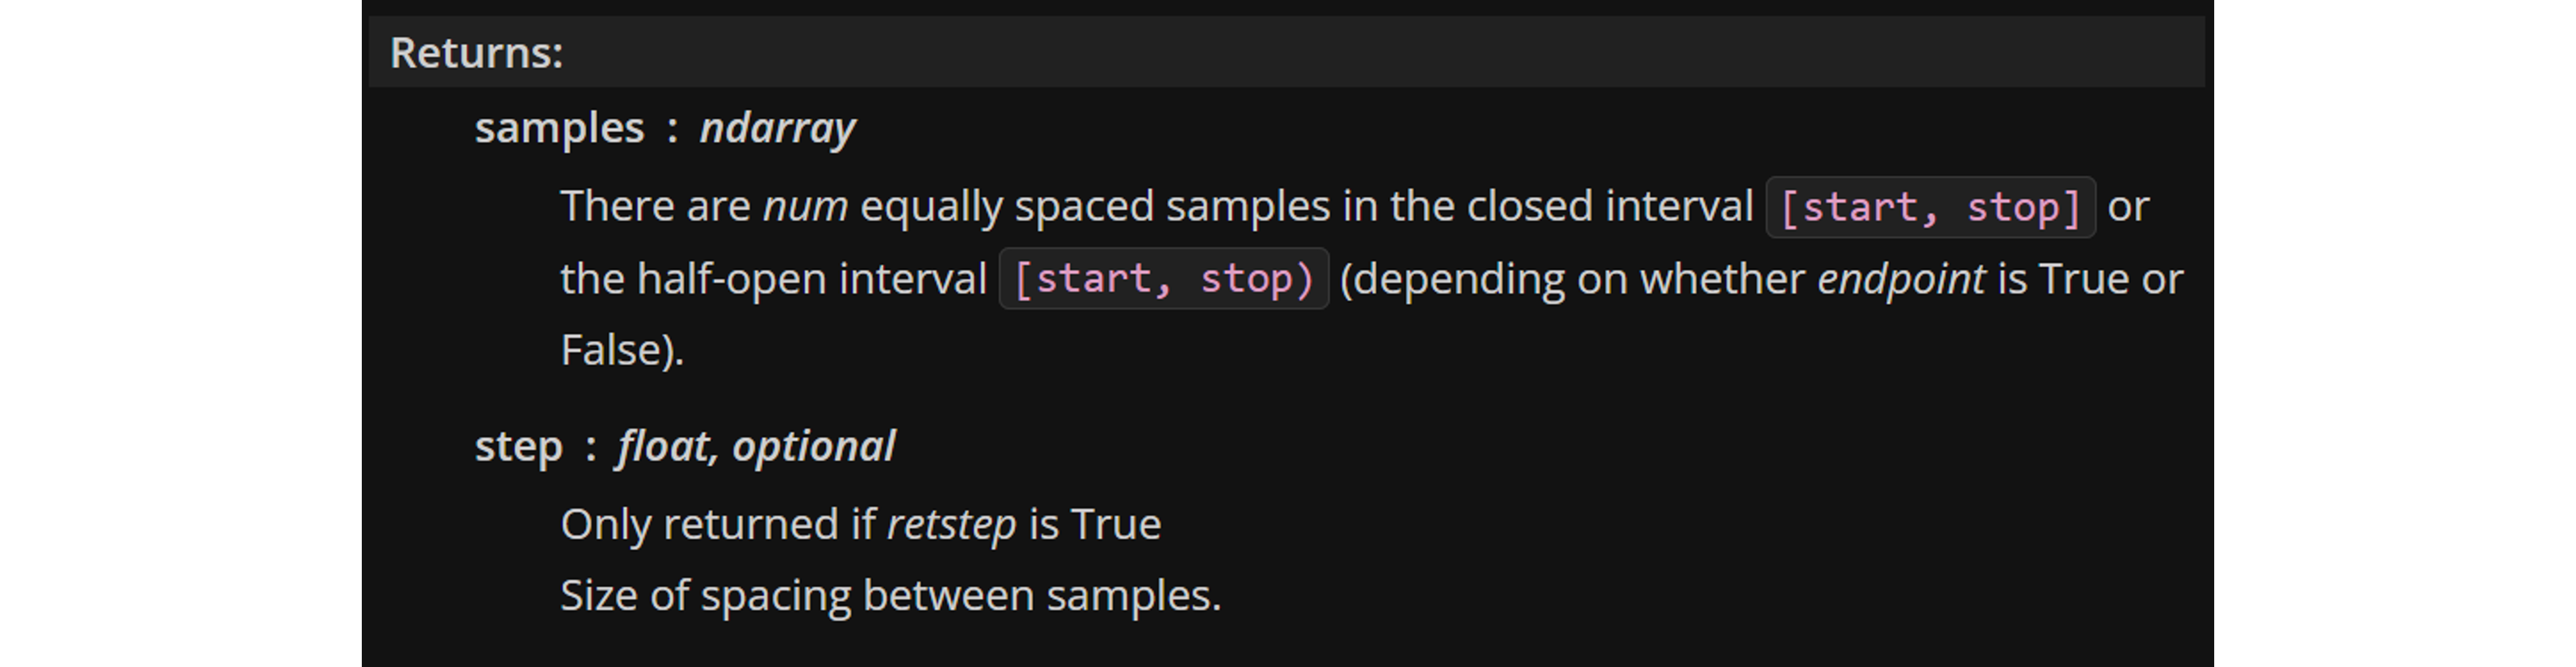 Returns:
samples : ndarray
There are num equally spaced samples in the closed interval [start, stop] or
the half-open interval [start, stop) (depending on whether endpoint is True or
False).
step : float, optional
Only returned if retstep is True
Size of spacing between samples.